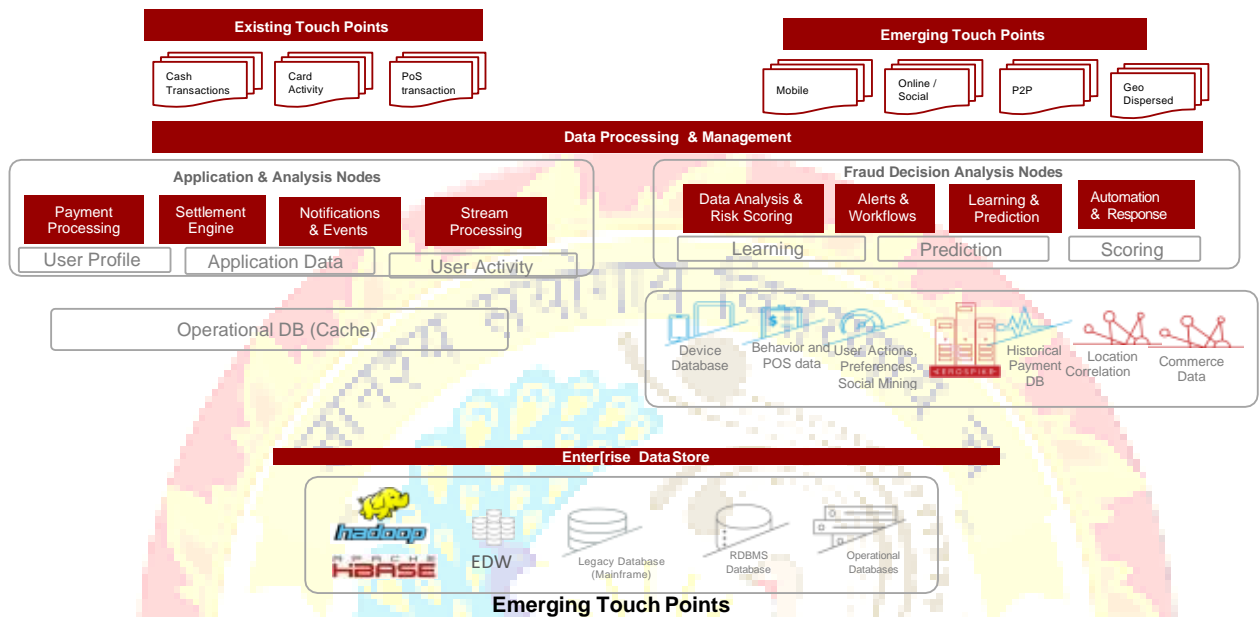 Existing Touch Points
Emerging Touch Points
Cash
Transactions
Card
Activity
PoS
transaction
Mobile
Online /
Social
P2P
Geo
Dispersed
Data Processing & Management
Application & Analysis Nodes
Payment
Processing
Settlement
Engine
Notifications
& Events
Stream
Processing
User Profile
Application Data
User Activity
Fraud Decision Analysis Nodes
Data Analysis &
Risk Scoring
Alerts &
Workflows
Learning &
Prediction
Automation
& Response
Learning
Prediction
Scoring
Operational DB (Cache)
Device
Database
Behavior and
POS data
User Actions,
Preferences,
Social Mining
AEROSPIKE
Historical
Payment
DB
Location
Correlation
Commerce
Data
Enter[rise DataStore
hadoop
APACHE
HBASE
EDW
Legacy Database
(Mainframe)
RDBMS
Database
Operational
Databases
Emerging Touch Points